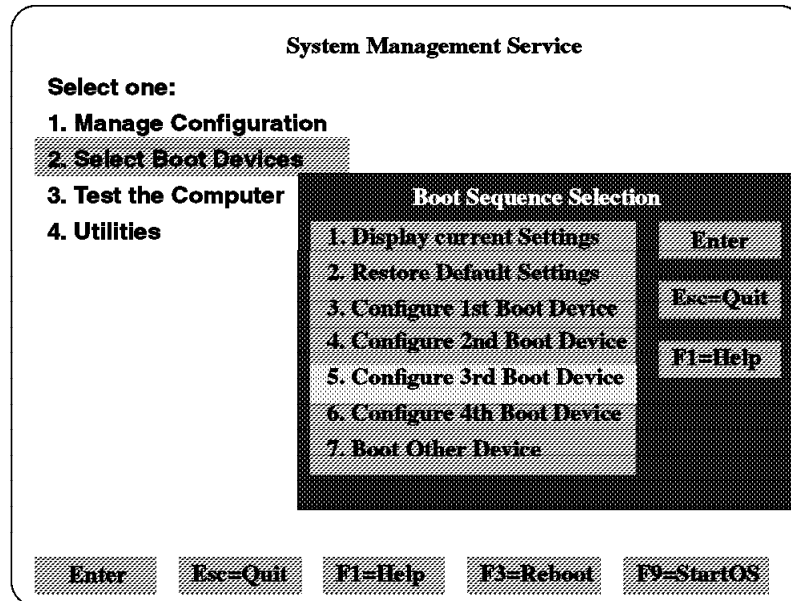 System Management Service
Select one:
1. Manage Configuration
2. Select Boot Devices
3. Test the Computer
4. Utilities
Boot Sequence Selection
1. Display current Settings
2. Restore Default Settings
3. Configure 1st Boot Device
4. Configure 2nd Boot Device
5. Configure 3rd Boot Device
6. Configure 4th Boot Device
7. Boot Other Device
Enter
Esc=Quit
F1=Help
Enter
Esc=Quit
F1=Help
F3=Reboot
F9=StartOS